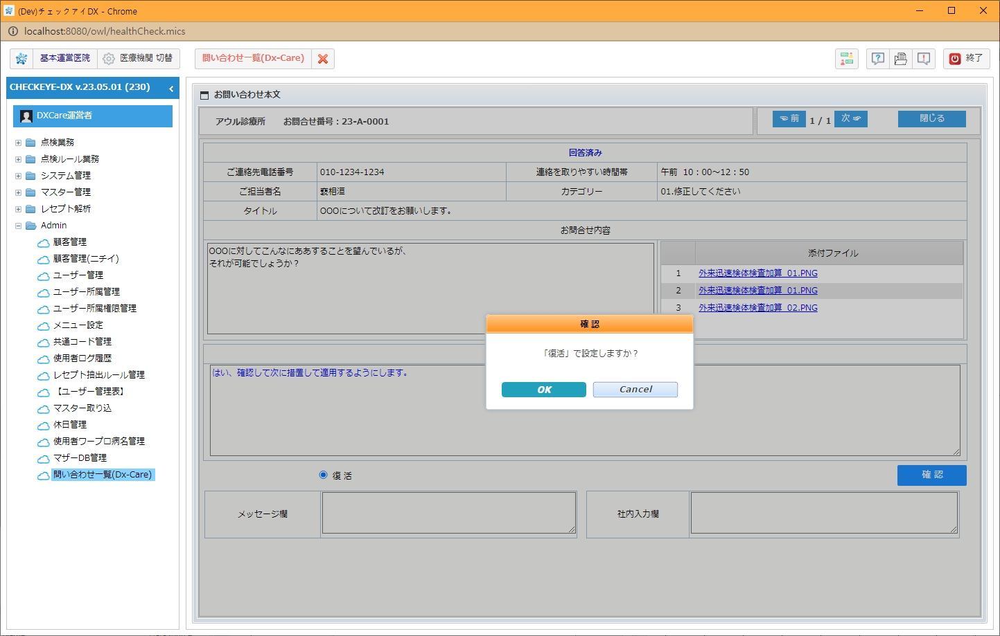 (Dev)チェックアイDX - Chrome
localhost:8080/owl/healthCheck.mics
基本運営医院
医療機関 切替
問い合わせ一覧(Dx-Care)
終了
CHECKEYE-DX v.23.05.01 (230)
DXCare運営者
点検業務
点検ルール業務
システム管理
マスター管理
レセプト解析
Admin
顧客管理
顧客管理(ニチイ)
ユーザー管理
ユーザー所属管理
ユーザー所属権限管理
メニュー設定
共通コード管理
使用者ログ履歴
レセプト抽出ルール管理
【ユーザー管理表】
マスター取り込
休日管理
使用者ワープロ病名管理
マザーDB管理
問い合わせ一覧(Dx-Care)
お問い合わせ本文
アウル診療所 お問合せ番号：23-A-0001
前 1 / 1 次 閉じる
回答済み
ご連絡先電話番号 010-1234-1234 連絡を取りやすい時間帯 午前 10：00～12：50
ご担当者名 裵相洹 カテゴリー 01.修正してください
タイトル OOOについて改訂をお願いします。
お問合せ内容
OOOに対してこんなにああすることを望んでいるが、
それが可能でしょうか？
添付ファイル
1 外来迅速検体検査加算_01.PNG
2 外来迅速検体検査加算_01.PNG
3 外来迅速検体検査加算_02.PNG
確 認
「復活」で設定しますか？
OK Cancel
はい、確認して次に措置して適用するようにします。
復 活
確 認
メッセージ欄
社内入力欄